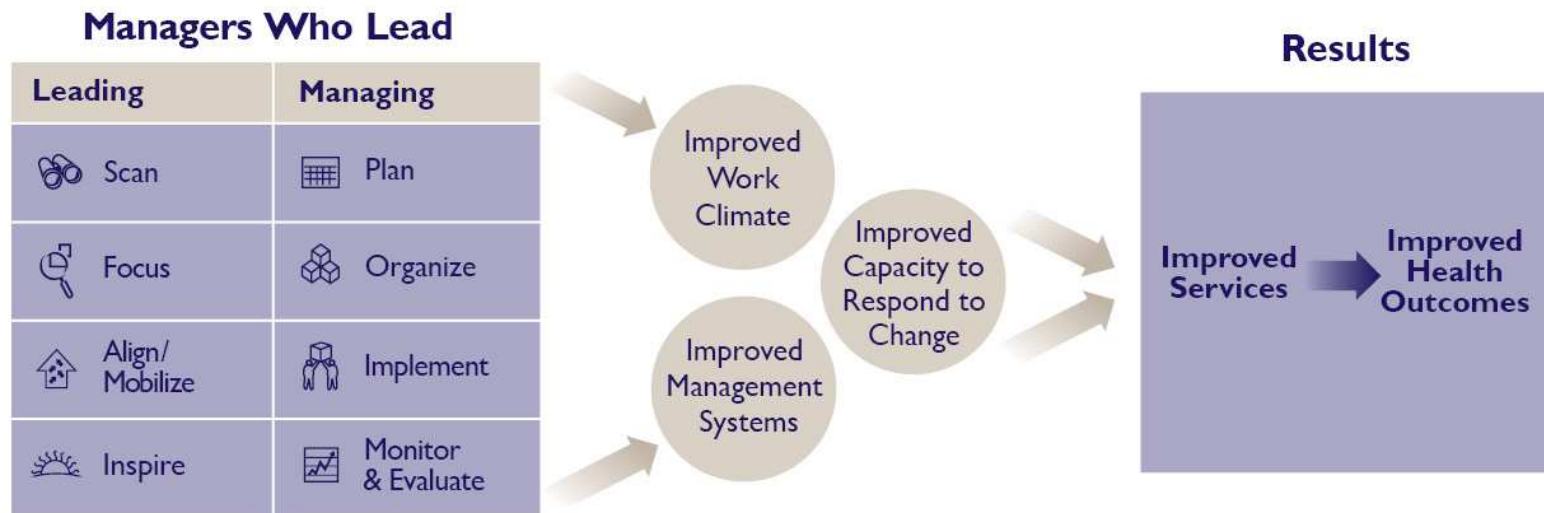 Managers Who Lead
Leading
Managing
Scan
Plan
Focus
Organize
Align/
Mobilize
Implement
Inspire
Monitor
& Evaluate
Improved
Work
Climate
Improved
Management
Systems
Improved
Capacity to
Respond to
Change
Results
Improved
Services
Improved
Health
Outcomes